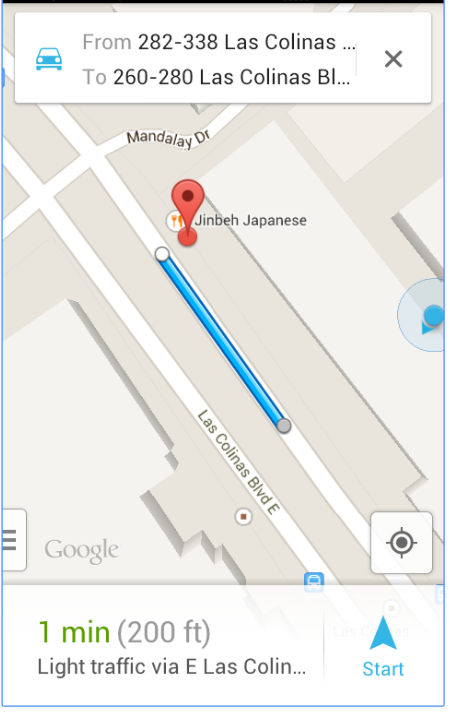 From 282-338 Las Colinas ...
To 260-280 Las Colinas Bl...
Mandalay Dr
Jinbeh Japanese
Las Colinas Blvd E
Google
1 min (200 ft)
Light traffic via E Las Colin...
Start